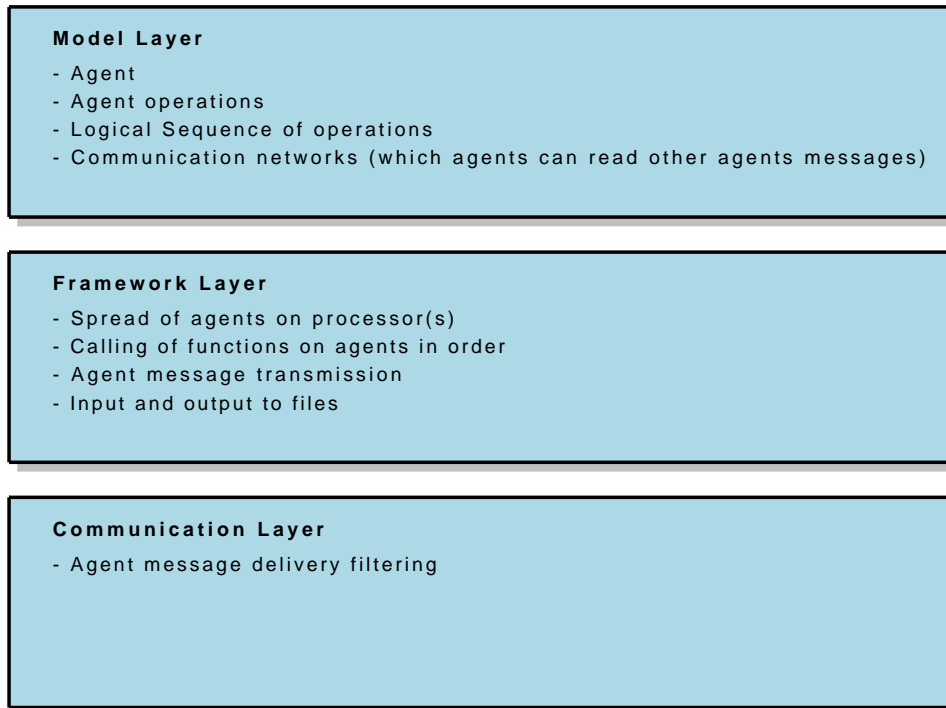 Model Layer
- Agent
- Agent operations
- Logical Sequence of operations
- Communication networks (which agents can read other agents messages)
Framework Layer
- Spread of agents on processor(s)
- Calling of functions on agents in order
- Agent message transmission
- Input and output to files
Communication Layer
- Agent message delivery filtering